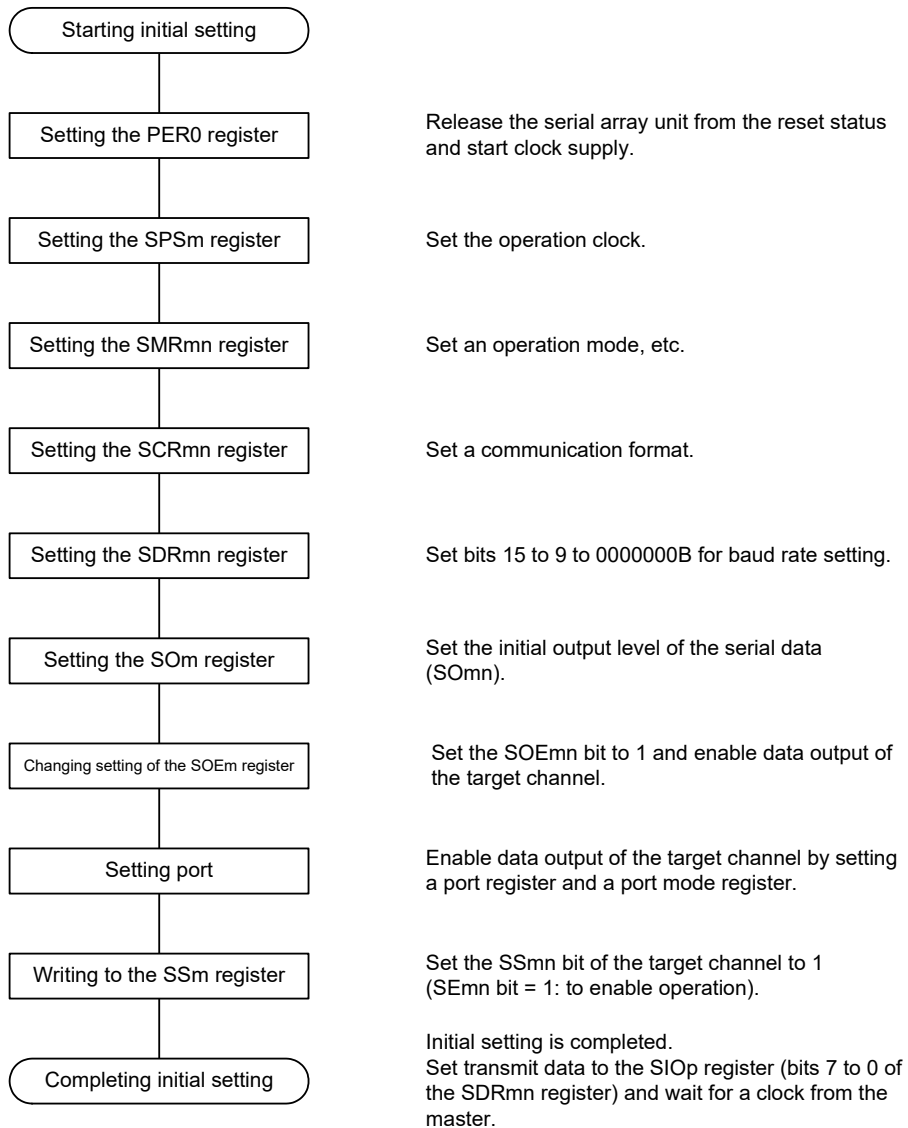 Starting initial setting
Setting the PER0 register
Release the serial array unit from the reset status
and start clock supply.
Setting the SPSm register
Set the operation clock.
Setting the SMRmn register
Set an operation mode, etc.
Setting the SCRmn register
Set a communication format.
Setting the SDRmn register
Set bits 15 to 9 to 0000000B for baud rate setting.
Setting the SOm register
Set the initial output level of the serial data
(SOmn).
Changing setting of the SOEm register
Set the SOEmn bit to 1 and enable data output of
the target channel.
Setting port
Enable data output of the target channel by setting
a port register and a port mode register.
Writing to the SSm register
Set the SSmn bit of the target channel to 1
(SEmn bit = 1: to enable operation).
Completing initial setting
Initial setting is completed.
Set transmit data to the SIOp register (bits 7 to 0 of
the SDRmn register) and wait for a clock from the
master.